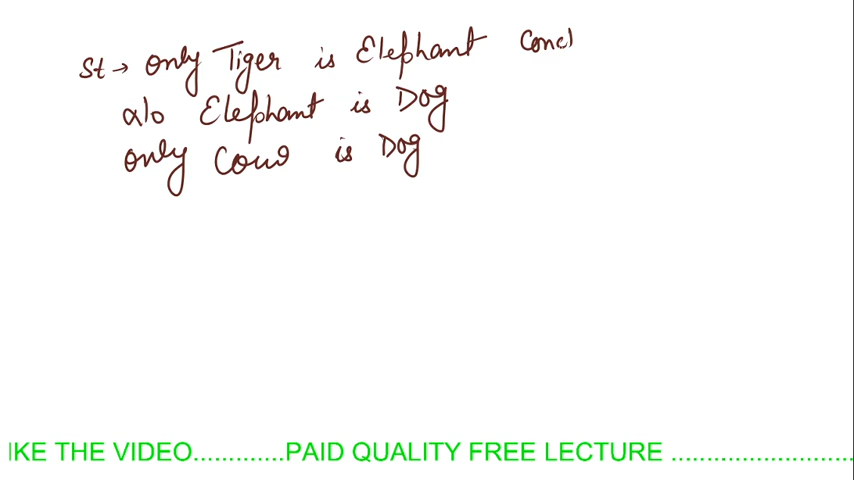 St → only Tiger is Elephant Concl
a/o Elephant is Dog
only Cow is Dog
IKE THE VIDEO.............PAID QUALITY FREE LECTURE ..........................